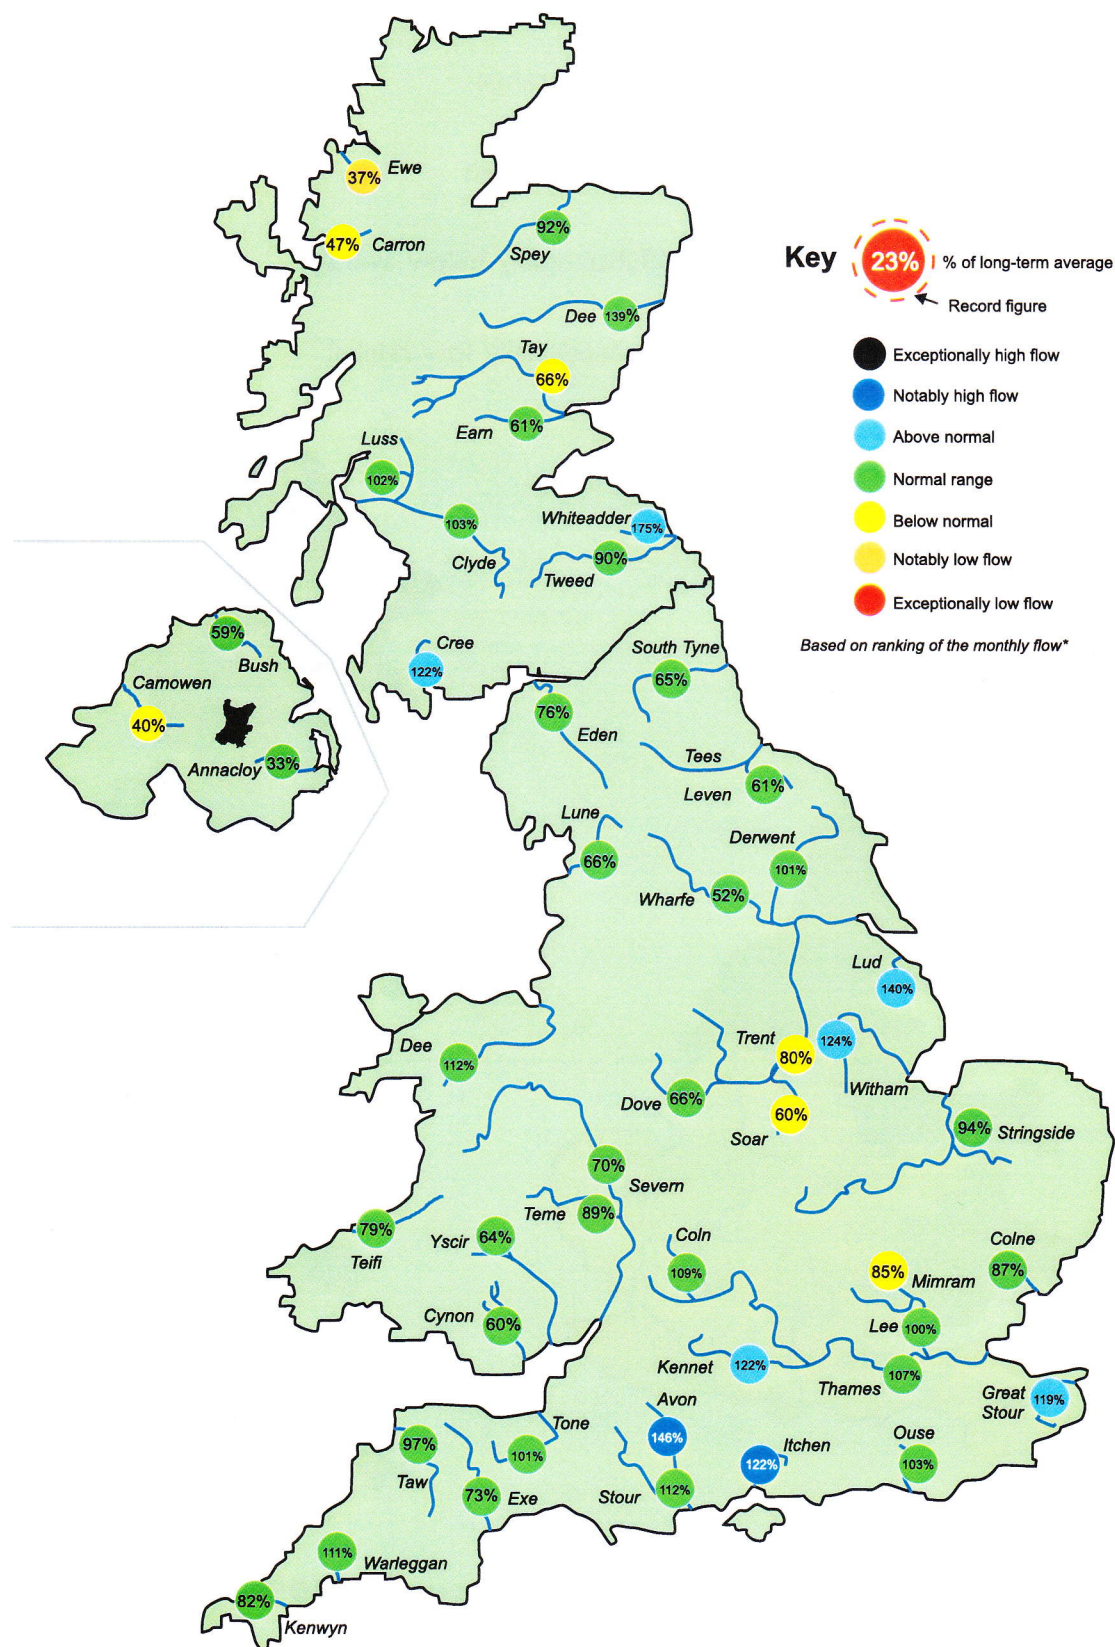 37%
Ewe
47%
Carron
92%
Spey
Key
23%
% of long-term average
Record figure
Exceptionally high flow
Notably high flow
Above normal
Normal range
Below normal
Notably low flow
Exceptionally low flow
Based on ranking of the monthly flow*
Dee
139%
Tay
66%
Earn
61%
Luss
102%
103%
Clyde
Whiteadder
175%
90%
Tweed
Cree
122%
59%
Bush
Camowen
40%
Annacloy
33%
South Tyne
65%
76%
Eden
Tees
Leven
61%
Lune
66%
Derwent
101%
Wharfe
52%
Lud
140%
Dee
112%
Trent
80%
124%
Witham
Dove
66%
Soar
60%
94%
Stringside
70%
Severn
Teme
89%
79%
Teifi
Yscir
64%
Coln
109%
Colne
87%
85%
Mimram
Cynon
60%
Lee
100%
Kennet
122%
Thames
107%
Great
Stour
119%
Avon
146%
Tone
101%
97%
Taw
73%
Exe
Stour
112%
Itchen
122%
Ouse
103%
111%
Warleggan
82%
Kenwyn